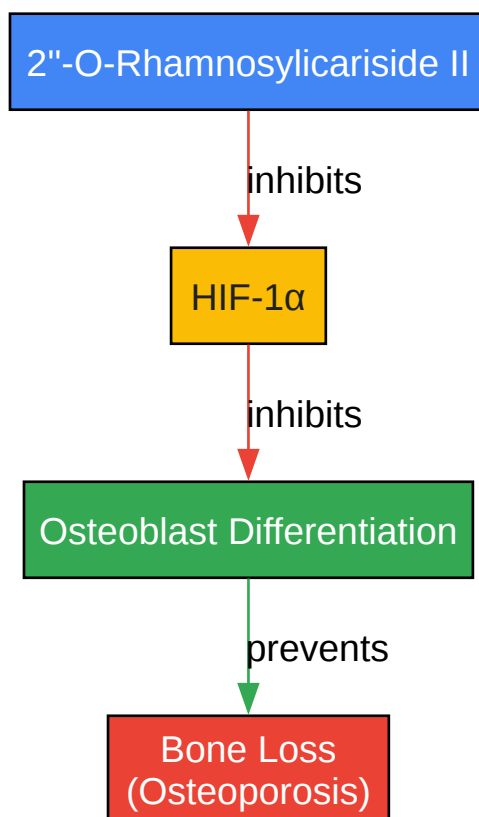 2''-O-Rhamnosylicariside II
inhibits
HIF-1α
inhibits
Osteoblast Differentiation
prevents
Bone Loss
(Osteoporosis)